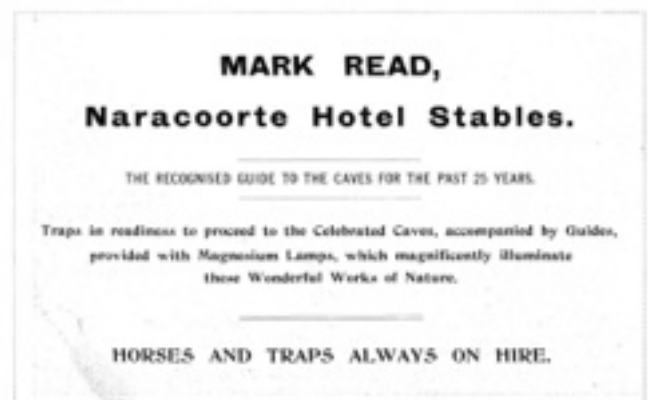 MARK READ,
Naracoorte Hotel Stables.
THE RECOGNISED GUIDE TO THE CAVES FOR THE PAST 25 YEARS.
Traps in readiness to proceed to the Celebrated Caves, accompanied by Guides,
provided with Magnesium Lamps, which magnificently illuminate
these Wonderful Works of Nature.
HORSES AND TRAPS ALWAYS ON HIRE.